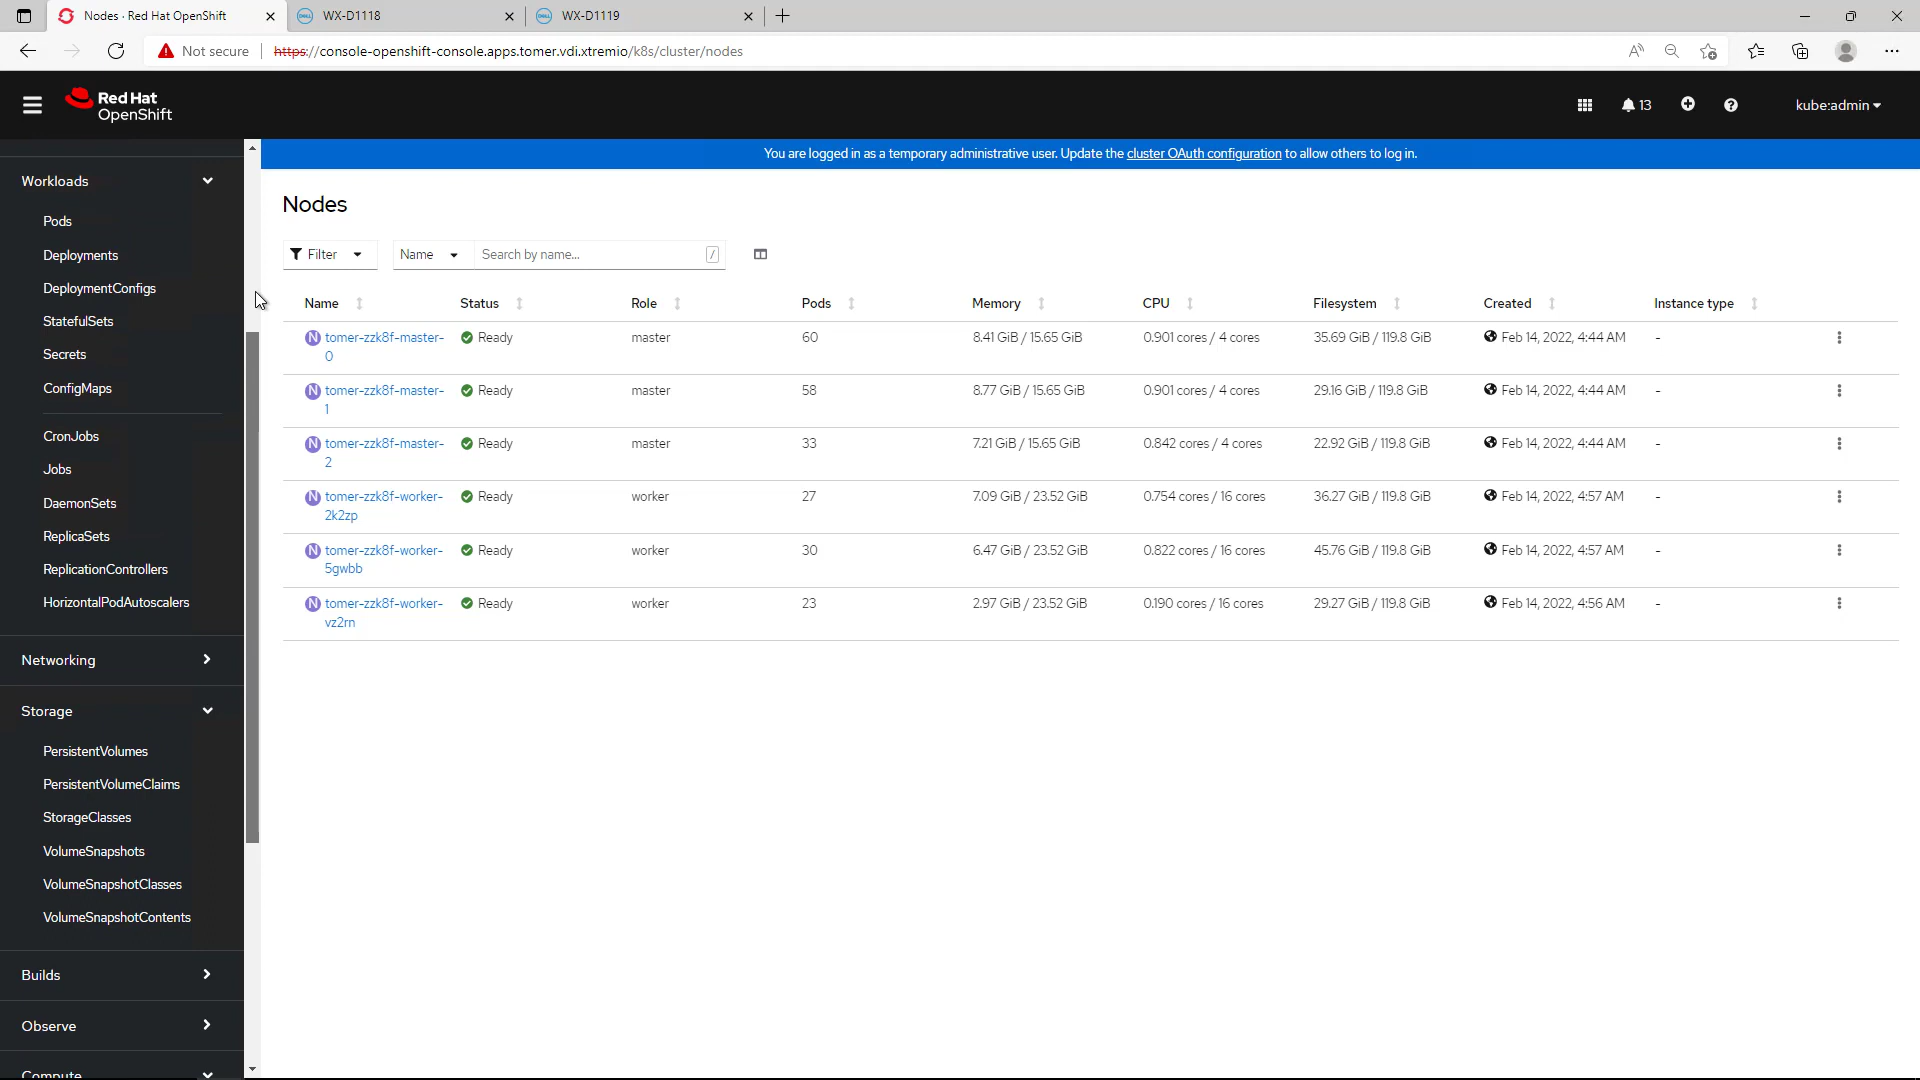 Nodes · Red Hat OpenShift
WX-D1118
WX-D1119
Not secure
https://console-openshift-console.apps.tomer.vdi.xtremio/k8s/cluster/nodes
Red Hat
OpenShift
13
kube:admin
You are logged in as a temporary administrative user. Update the cluster OAuth configuration to allow others to log in.
Workloads
Pods
Deployments
DeploymentConfigs
StatefulSets
Secrets
ConfigMaps
CronJobs
Jobs
DaemonSets
ReplicaSets
ReplicationControllers
HorizontalPodAutoscalers
Networking
Storage
PersistentVolumes
PersistentVolumeClaims
StorageClasses
VolumeSnapshots
VolumeSnapshotClasses
VolumeSnapshotContents
Builds
Observe
Compute
Nodes
Filter Name Search by name... /
Name Status Role Pods Memory CPU Filesystem Created Instance type
N tomer-zzk8f-master- Ready master 60 8.41 GiB / 15.65 GiB 0.901 cores / 4 cores 35.69 GiB / 119.8 GiB Feb 14, 2022, 4:44 AM -
0
N tomer-zzk8f-master- Ready master 58 8.77 GiB / 15.65 GiB 0.901 cores / 4 cores 29.16 GiB / 119.8 GiB Feb 14, 2022, 4:44 AM -
1
N tomer-zzk8f-master- Ready master 33 7.21 GiB / 15.65 GiB 0.842 cores / 4 cores 22.92 GiB / 119.8 GiB Feb 14, 2022, 4:44 AM -
2
N tomer-zzk8f-worker- Ready worker 27 7.09 GiB / 23.52 GiB 0.754 cores / 16 cores 36.27 GiB / 119.8 GiB Feb 14, 2022, 4:57 AM -
2k2zp
N tomer-zzk8f-worker- Ready worker 30 6.47 GiB / 23.52 GiB 0.822 cores / 16 cores 45.76 GiB / 119.8 GiB Feb 14, 2022, 4:57 AM -
5gwbb
N tomer-zzk8f-worker- Ready worker 23 2.97 GiB / 23.52 GiB 0.190 cores / 16 cores 29.27 GiB / 119.8 GiB Feb 14, 2022, 4:56 AM -
vz2rn